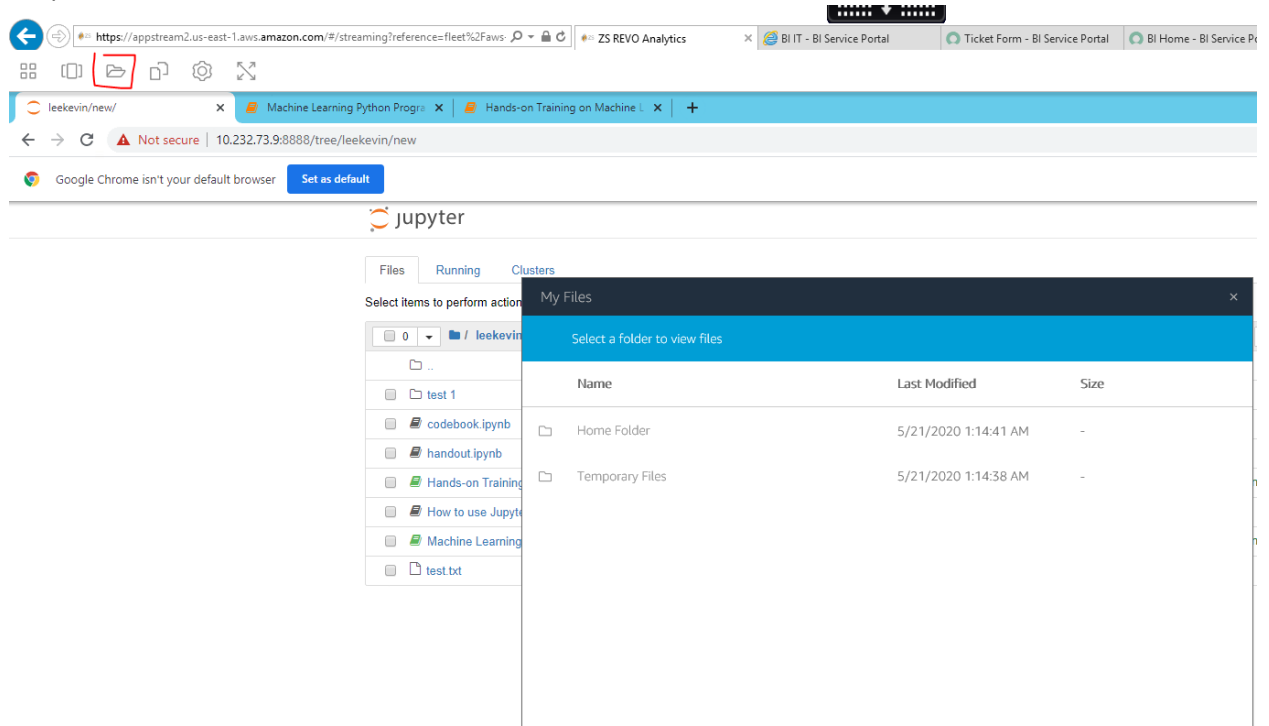 https://appstream2.us-east-1.aws.amazon.com/#/streaming?reference=fleet%2Faws- ZS REVO Analytics BI IT - BI Service Portal Ticket Form - BI Service Portal BI Home - BI Service Po
leekevin/new/ Machine Learning Python Progra Hands-on Training on Machine L
Not secure | 10.232.73.9:8888/tree/leekevin/new
Google Chrome isn't your default browser Set as default
jupyter
Files Running Clusters
Select items to perform action
My Files
0 / leekevin
Select a folder to view files
..
Name Last Modified Size
test 1
codebook.ipynb
Home Folder 5/21/2020 1:14:41 AM -
handout.ipynb
Temporary Files 5/21/2020 1:14:38 AM -
Hands-on Training
How to use Jupyte
Machine Learning
test.txt